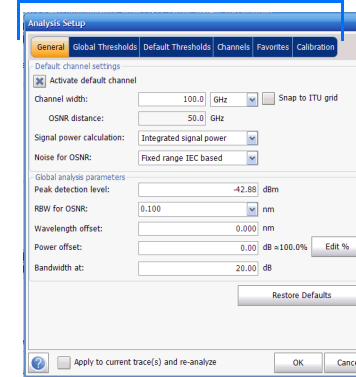 Analysis Setup
General Global Thresholds Default Thresholds Channels Favorites Calibration
Default channel settings
Activate default channel
Channel width: 100.0 GHz Snap to ITU grid
OSNR distance: 50.0 GHz
Signal power calculation: Integrated signal power
Noise for OSNR: Fixed range IEC based
Global analysis parameters
Peak detection level: -42.88 dBm
RBW for OSNR: 0.100 nm
Wavelength offset: 0.000 nm
Power offset: 0.00 dB ≈100.0% Edit %
Bandwidth at: 20.00 dB
Restore Defaults
? Apply to current trace(s) and re-analyze OK Cance